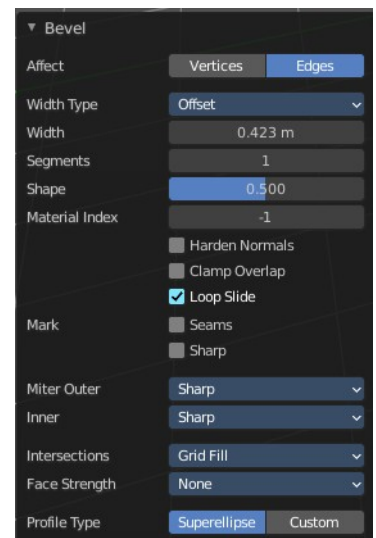 Bevel
Affect Vertices Edges
Width Type Offset
Width 0.423 m
Segments 1
Shape 0.500
Material Index -1
Harden Normals
Clamp Overlap
Loop Slide
Mark Seams
Sharp
Miter Outer Sharp
Inner Sharp
Intersections Grid Fill
Face Strength None
Profile Type Superellipse Custom